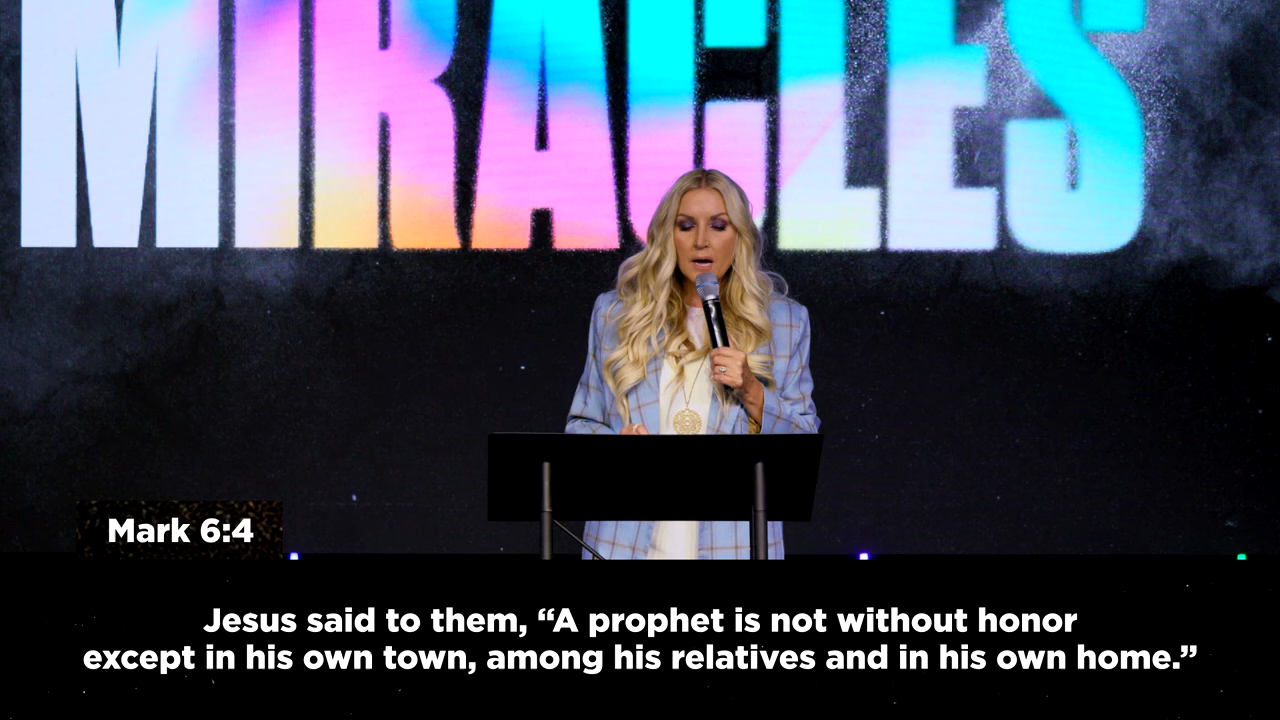 MIRACLES
Mark 6:4
Jesus said to them, “A prophet is not without honor
except in his own town, among his relatives and in his own home.”